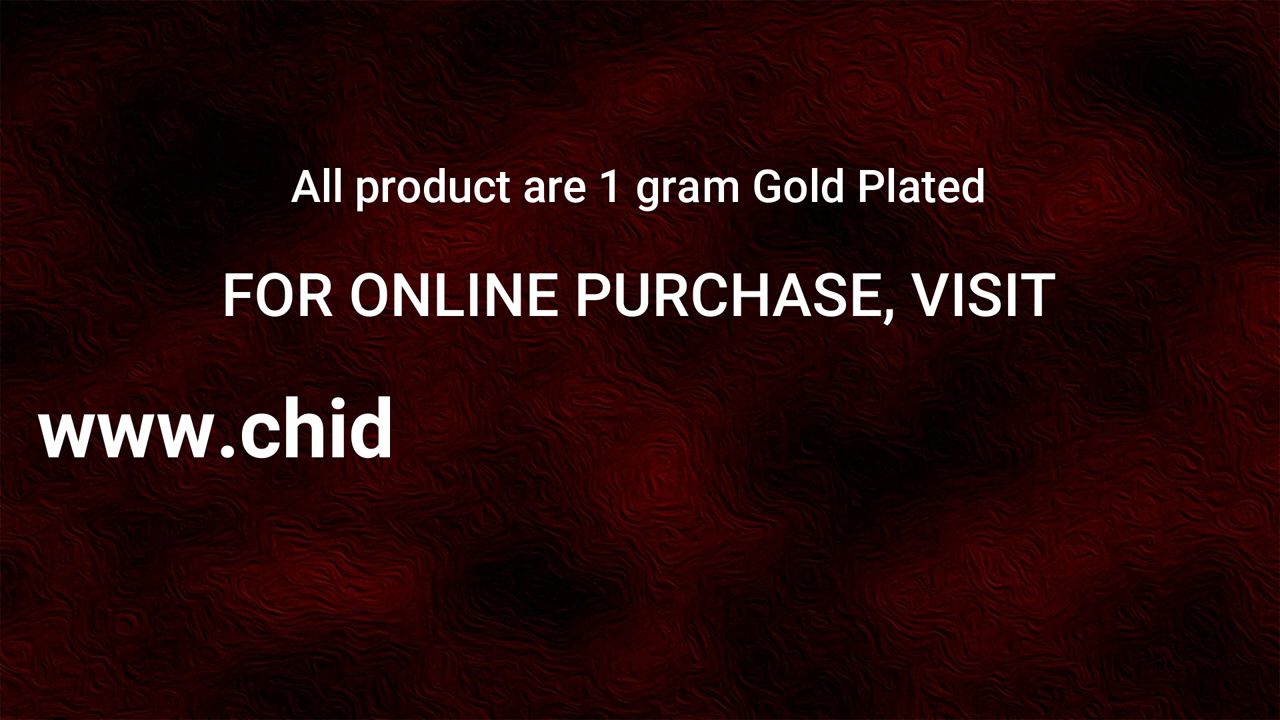 All product are 1 gram Gold Plated
FOR ONLINE PURCHASE, VISIT
www.chid